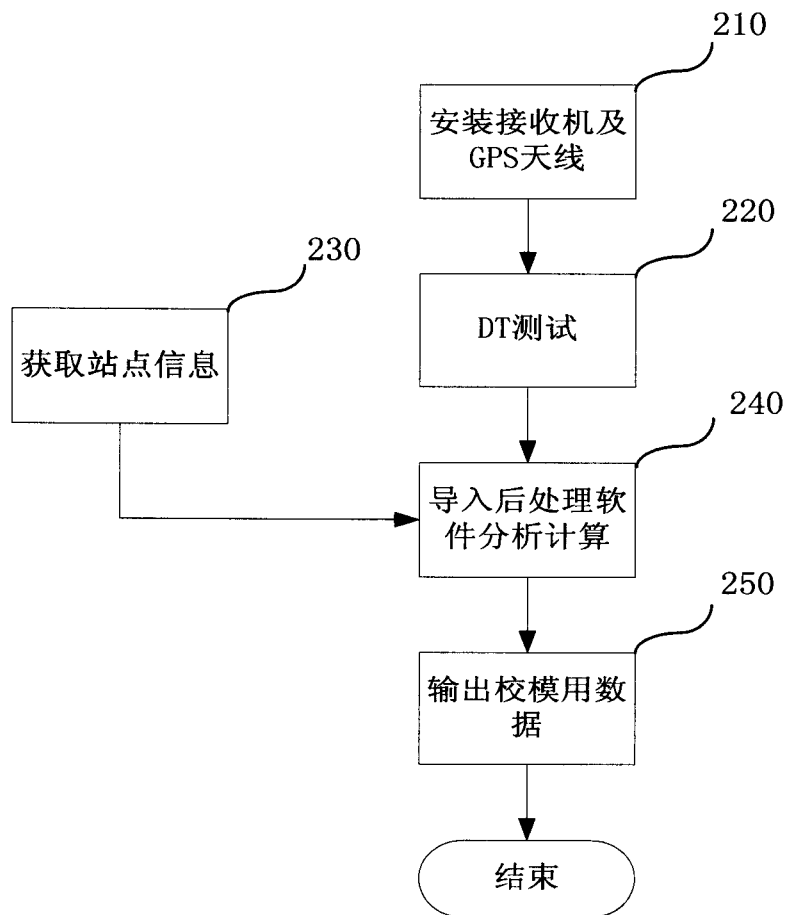 210
安装接收机及
GPS天线
220
DT测试
230
获取站点信息
240
导入后处理软
件分析计算
250
输出校模用数
据
结束